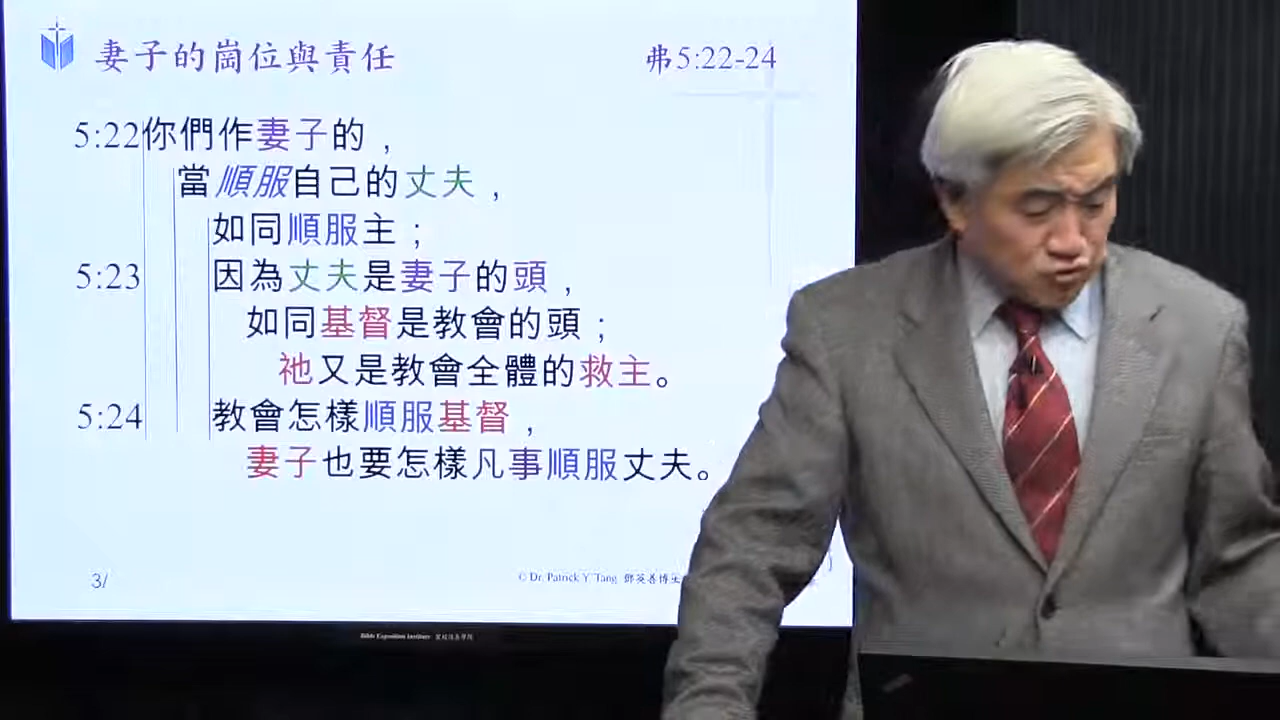 妻子的崗位與責任 弗5:22-24
5:22你們作妻子的，
當順服自己的丈夫，
如同順服主；
5:23 因為丈夫是妻子的頭，
如同基督是教會的頭；
祂又是教會全體的救主。
5:24 教會怎樣順服基督，
妻子也要怎樣凡事順服丈夫。
3/
© Dr. Patrick Y. Tang 鄧英善博士
Bible Exposition Institute